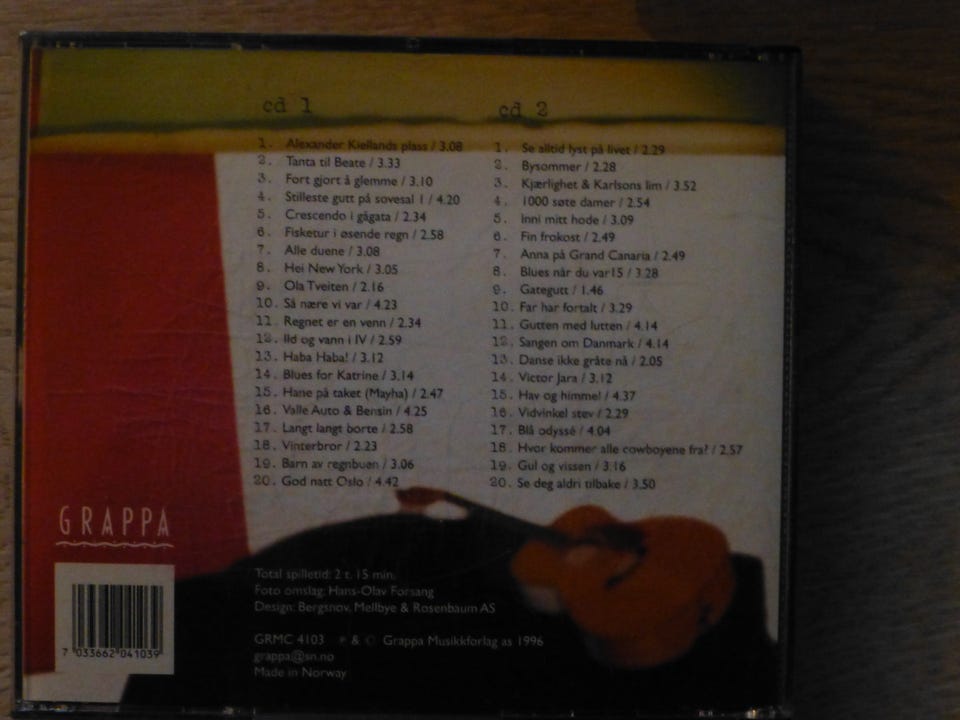 cd 1
1. Alexander Kiellands plass / 3.08
2. Tanta til Beate / 3.33
3. Fort gjort å glemme / 3.10
4. Stilleste gutt på sovesal 1 / 4.20
5. Crescendo i gågata / 2.34
6. Fisketur i øsende regn / 2.58
7. Alle duene / 3.08
8. Hei New York / 3.05
9. Ola Tveiten / 2.16
10. Så nære vi var / 4.23
11. Regnet er en venn / 2.34
12. Ild og vann i IV / 2.59
13. Haba Haba! / 3.12
14. Blues for Katrine / 3.14
15. Hane på taket (Mayha) / 2.47
16. Valle Auto & Bensin / 4.25
17. Langt langt borte / 2.58
18. Vinterbror / 2.23
19. Barn av regnbuen / 3.06
20. God natt Oslo / 4.42
cd 2
1. Se alltid lyst på livet / 2.29
2. Bysommer / 2.28
3. Kjærlighet & Karlsons lim / 3.52
4. 1000 søte damer / 2.54
5. Inni mitt hode / 3.09
6. Fin frokost / 2.49
7. Anna på Grand Canaria / 2.49
8. Blues når du var15 / 3.28
9. Gategutt / 1.46
10. Far har fortalt / 3.29
11. Gutten med lutten / 4.14
12. Sangen om Danmark / 4.14
13. Danse ikke gråte nå / 2.05
14. Victor Jara / 3.12
15. Hav og himmel / 4.37
16. Vidvinkel stev / 2.29
17. Blå odyssé / 4.04
18. Hvor kommer alle cowboyene fra? / 2.57
19. Gul og vissen / 3.16
20. Se deg aldri tilbake / 3.50
GRAPPA
7 033662 041039
Total spilletid: 2 t. 15 min.
Foto omslag: Hans-Olav Forsang
Design: Bergsnov, Mellbye & Rosenbaum AS
GRMC 4103 ℗ & © Grappa Musikkforlag as 1996
grappa@sn.no
Made in Norway